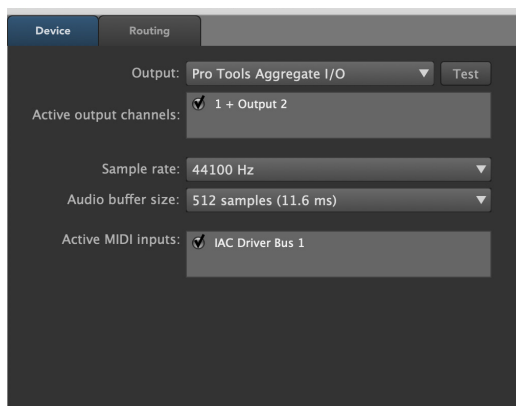 Device Routing
Output: Pro Tools Aggregate I/O Test
Active output channels: 1 + Output 2
Sample rate: 44100 Hz
Audio buffer size: 512 samples (11.6 ms)
Active MIDI inputs: IAC Driver Bus 1